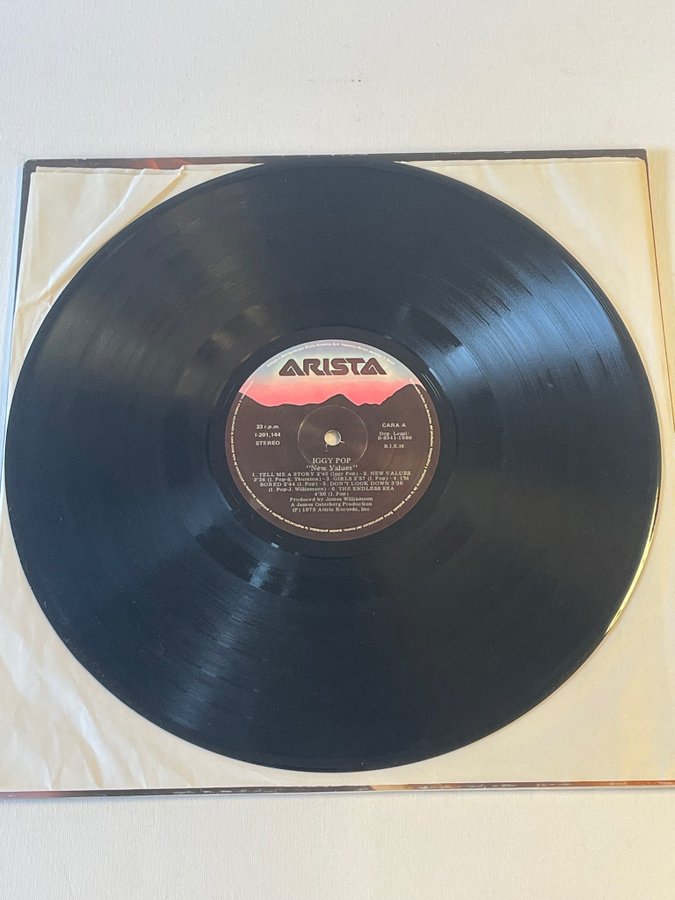 ARISTA
33 r.p.m.
CARA A
I-201,144
Dep. Legal:
B-8341-1980
STEREO
B.I.E.M.
IGGY POP
"New Values"
1. TELL ME A STORY 2'46 (Iggy Pop) - 2. NEW VALUES
2'36 (I. Pop-S. Thurston) - 3. GIRLS 2'57 (I. Pop) - 4. I'M
BORED 2'44 (I. Pop) - 5. DON'T LOOK DOWN 3'36
(I. Pop-J. Williamson) - 6. THE ENDLESS SEA
4'50 (I. Pop)
Produced by James Williamson
A James Osterberg Production
(P) 1979 Arista Records, Inc.